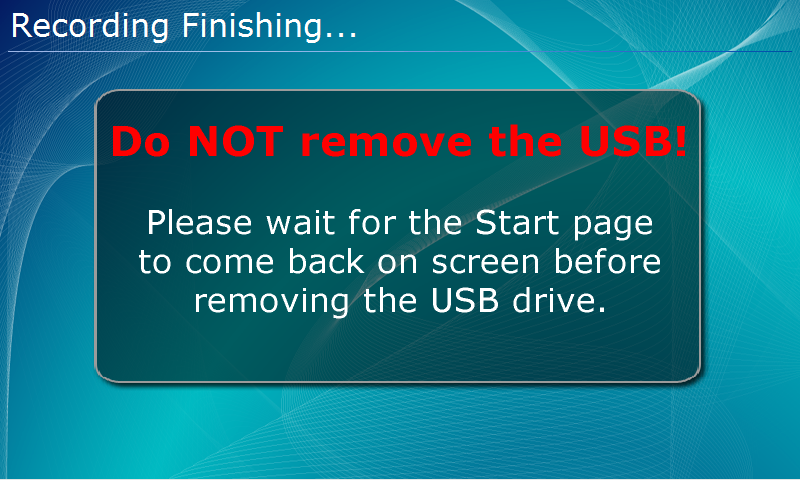 Recording Finishing...
Do NOT remove the USB!
Please wait for the Start page
to come back on screen before
removing the USB drive.